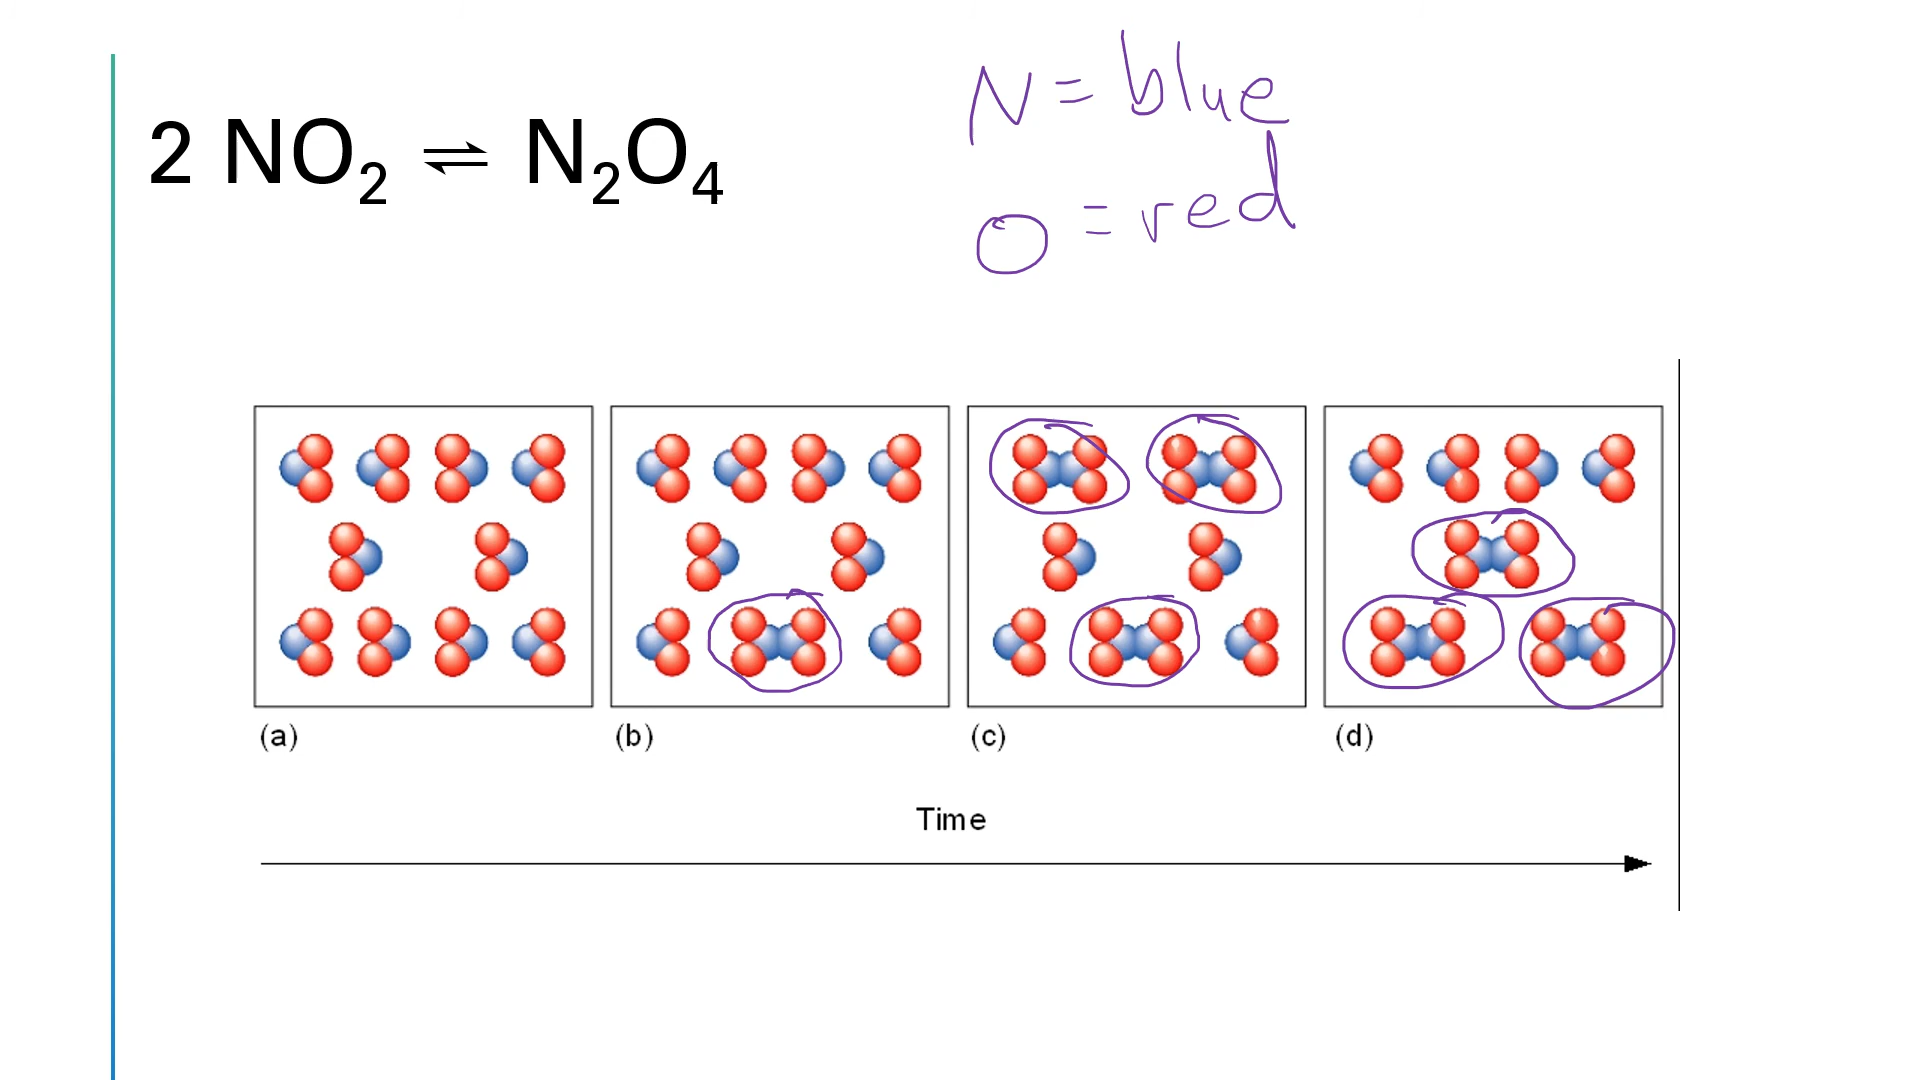 N = blue
2 NO₂ ⇌ N₂O₄
O = red
(a) (b) (c) (d)
Time